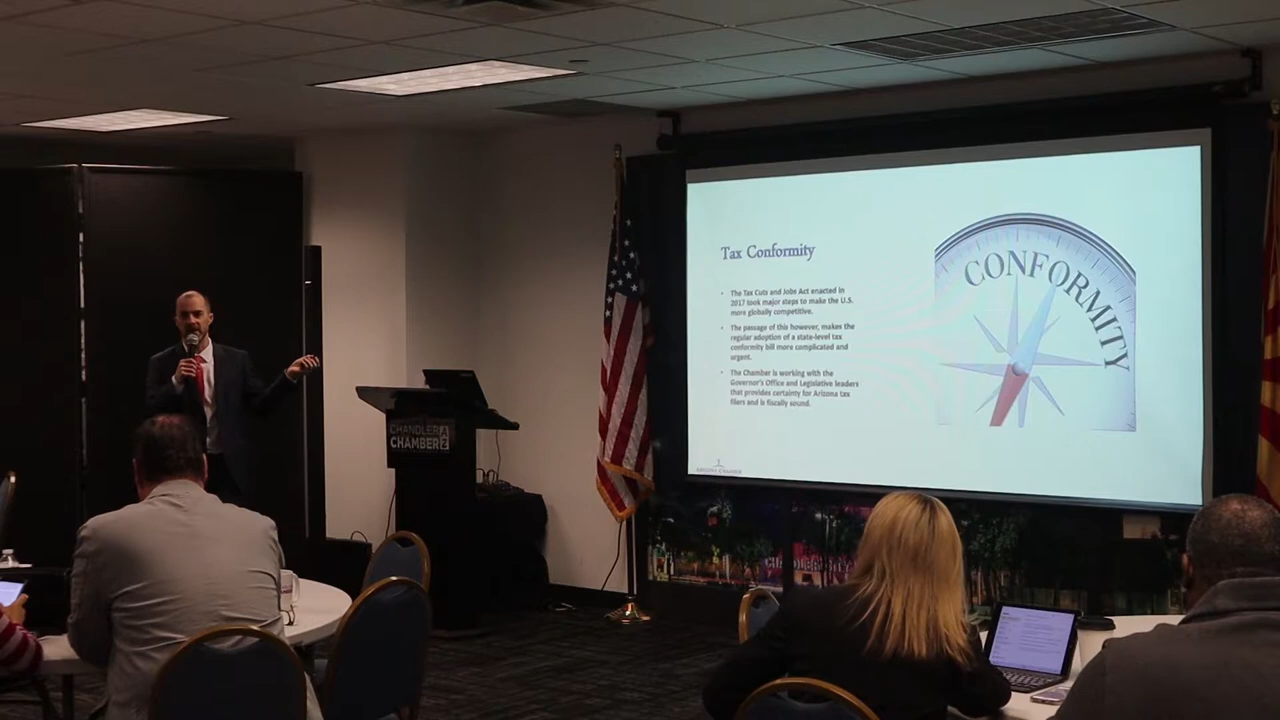 CHANDLER
CHAMBER
Tax Conformity
• The Tax Cuts and Jobs Act enacted in
2017 took major steps to make the U.S.
more globally competitive.
• The passage of this however, makes the
regular adoption of a state-level tax
conformity bill more complicated and
urgent.
• The Chamber is working with the
Governor's Office and Legislative leaders
that provides certainty for Arizona tax
filers and is fiscally sound.
CONFORMITY
ARIZONA CHAMBER